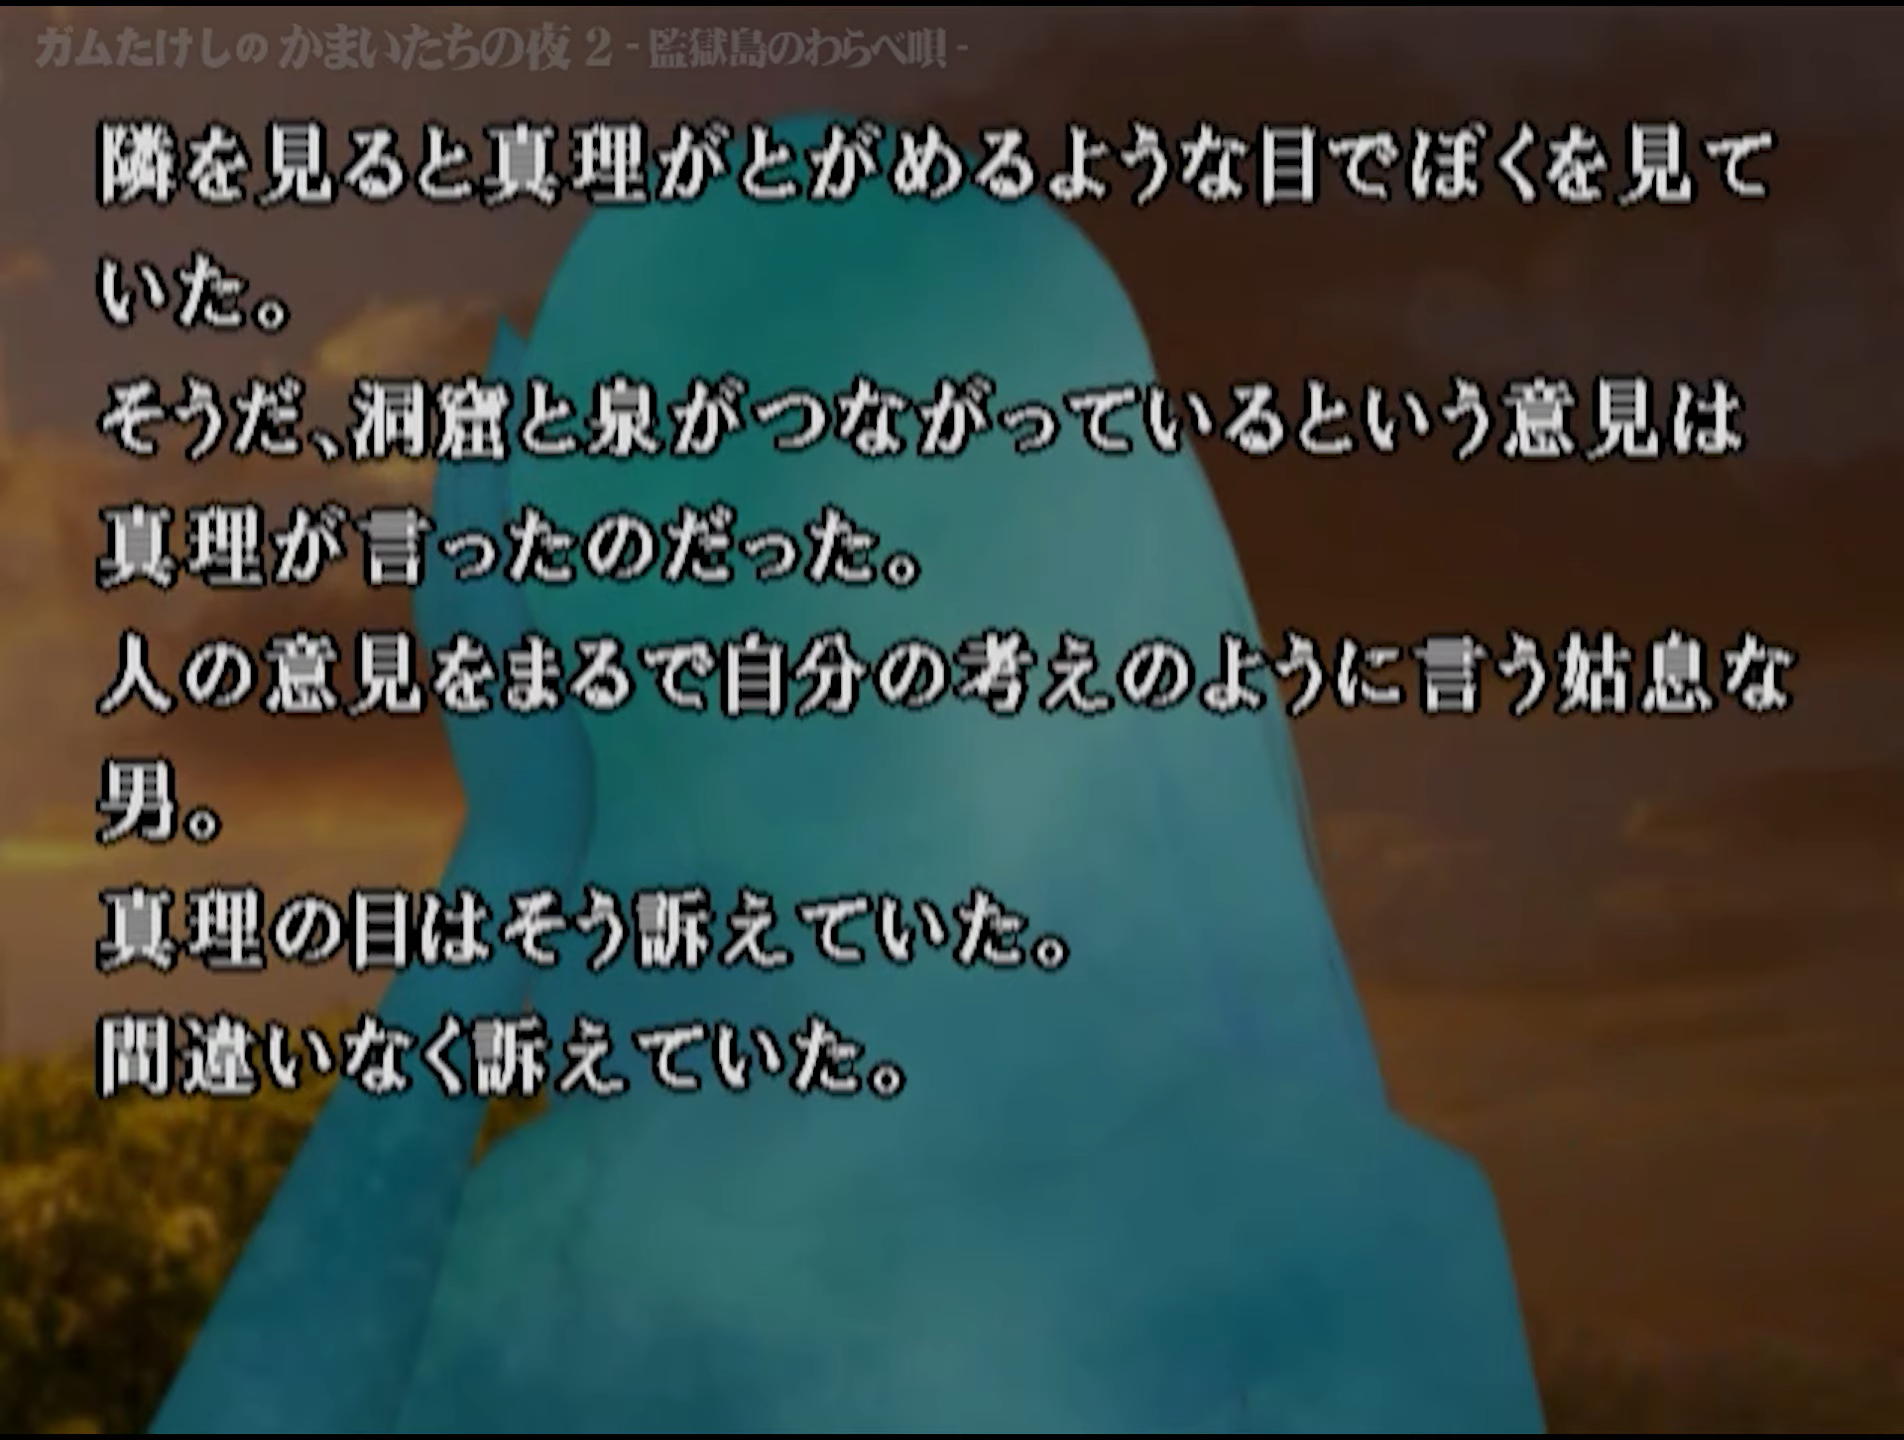 ガムたけしの かまいたちの夜 2 - 監獄島のわらべ唄 -
隣を見ると真理がとがめるような目でぼくを見て
いた。
そうだ、洞窟と泉がつながっているという意見は
真理が言ったのだった。
人の意見をまるで自分の考えのように言う姑息な
男。
真理の目はそう訴えていた。
間違いなく訴えていた。